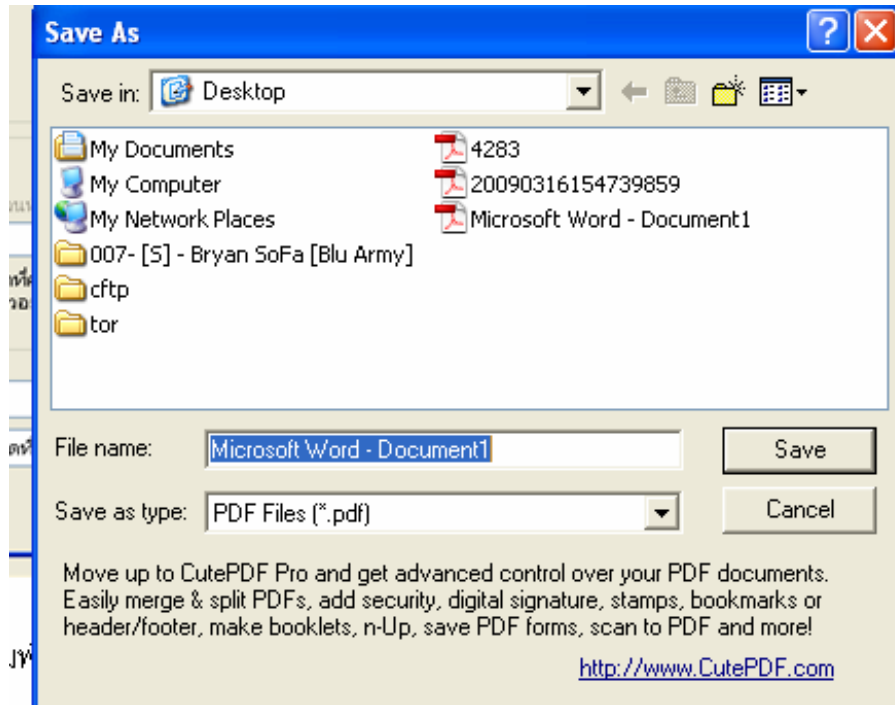 Save As
Save in: Desktop
My Documents
My Computer
My Network Places
007- [S] - Bryan SoFa [Blu Army]
cftp
tor
4283
20090316154739859
Microsoft Word - Document1
File name: Microsoft Word - Document1
Save
Save as type: PDF Files (*.pdf)
Cancel
Move up to CutePDF Pro and get advanced control over your PDF documents.
Easily merge & split PDFs, add security, digital signature, stamps, bookmarks or
header/footer, make booklets, n-Up, save PDF forms, scan to PDF and more!
http://www.CutePDF.com